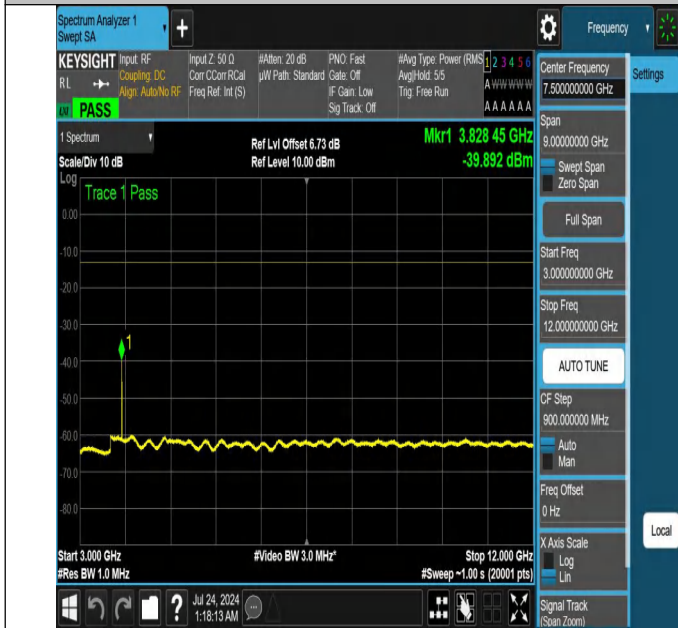 Spectrum Analyzer 1
Swept SA
Frequency
KEYSIGHT
RL
Input: RF
Coupling: DC
Align: Auto/No RF
Input Z: 50 Ω
Corr CCorr RCal
Freq Ref: Int (S)
#Atten: 20 dB
µW Path: Standard
PNO: Fast
Gate: Off
IF Gain: Low
Sig Track: Off
#Avg Type: Power (RMS
Avg|Hold: 5/5
Trig: Free Run
1 2 3 4 5 6
A W W W W W
A A A A A A
PASS
1 Spectrum
Scale/Div 10 dB
Ref Lvl Offset 6.73 dB
Ref Level 10.00 dBm
Mkr1 3.828 45 GHz
-39.892 dBm
Log
Trace 1 Pass
0.00
-10.0
-20.0
-30.0
1
-40.0
-50.0
-60.0
-70.0
-80.0
Start 3.000 GHz
#Res BW 1.0 MHz
#Video BW 3.0 MHz*
Stop 12.000 GHz
#Sweep ~1.00 s (20001 pts)
?
Jul 24, 2024
1:18:13 AM
Center Frequency
7.500000000 GHz
Settings
Span
9.00000000 GHz
Swept Span
Zero Span
Full Span
Start Freq
3.000000000 GHz
Stop Freq
12.000000000 GHz
AUTO TUNE
CF Step
900.000000 MHz
Auto
Man
Freq Offset
0 Hz
X Axis Scale
Log
Lin
Local
Signal Track
(Span Zoom)